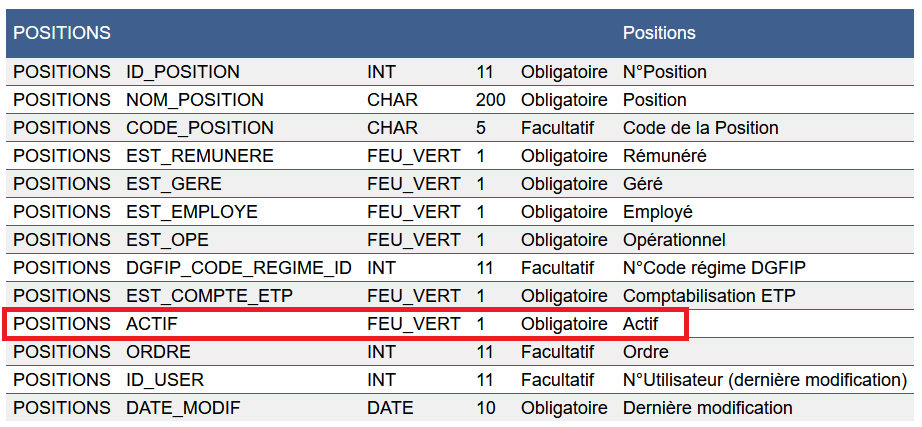 POSITIONS Positions
POSITIONS ID_POSITION INT 11 Obligatoire N°Position
POSITIONS NOM_POSITION CHAR 200 Obligatoire Position
POSITIONS CODE_POSITION CHAR 5 Facultatif Code de la Position
POSITIONS EST_REMUNERE FEU_VERT 1 Obligatoire Rémunéré
POSITIONS EST_GERE FEU_VERT 1 Obligatoire Géré
POSITIONS EST_EMPLOYE FEU_VERT 1 Obligatoire Employé
POSITIONS EST_OPE FEU_VERT 1 Obligatoire Opérationnel
POSITIONS DGFIP_CODE_REGIME_ID INT 11 Facultatif N°Code régime DGFIP
POSITIONS EST_COMPTE_ETP FEU_VERT 1 Obligatoire Comptabilisation ETP
POSITIONS ACTIF FEU_VERT 1 Obligatoire Actif
POSITIONS ORDRE INT 11 Facultatif Ordre
POSITIONS ID_USER INT 11 Facultatif N°Utilisateur (dernière modification)
POSITIONS DATE_MODIF DATE 10 Obligatoire Dernière modification